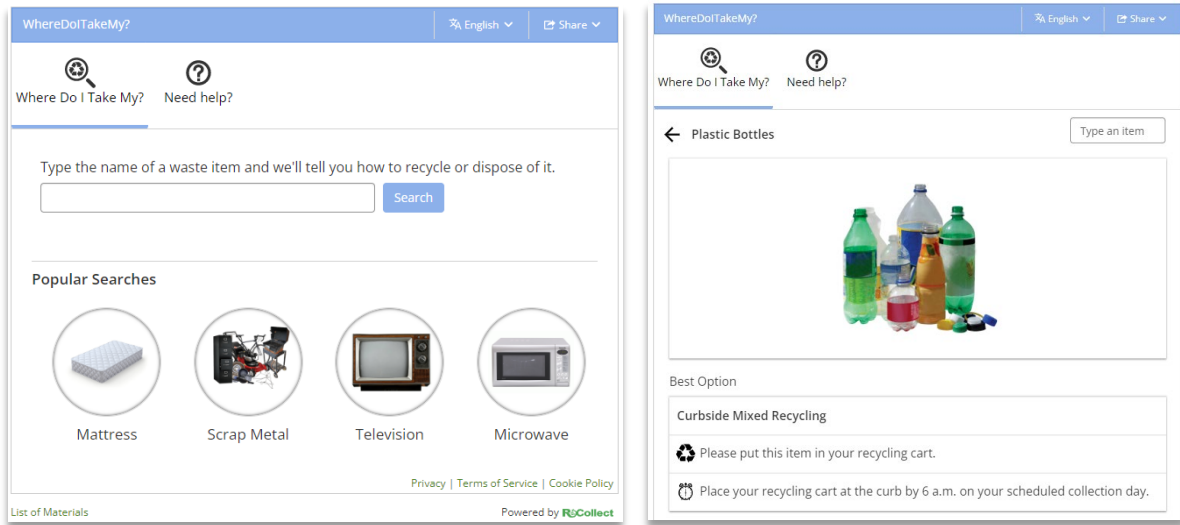 WhereDoITakeMy?
English
Share
Where Do I Take My?
Need help?
Type the name of a waste item and we'll tell you how to recycle or dispose of it.
Search
Popular Searches
Mattress
Scrap Metal
Television
Microwave
Privacy | Terms of Service | Cookie Policy
List of Materials
Powered by ReCollect
WhereDoITakeMy?
English
Share
Where Do I Take My?
Need help?
Plastic Bottles
Type an item
Best Option
Curbside Mixed Recycling
Please put this item in your recycling cart.
Place your recycling cart at the curb by 6 a.m. on your scheduled collection day.